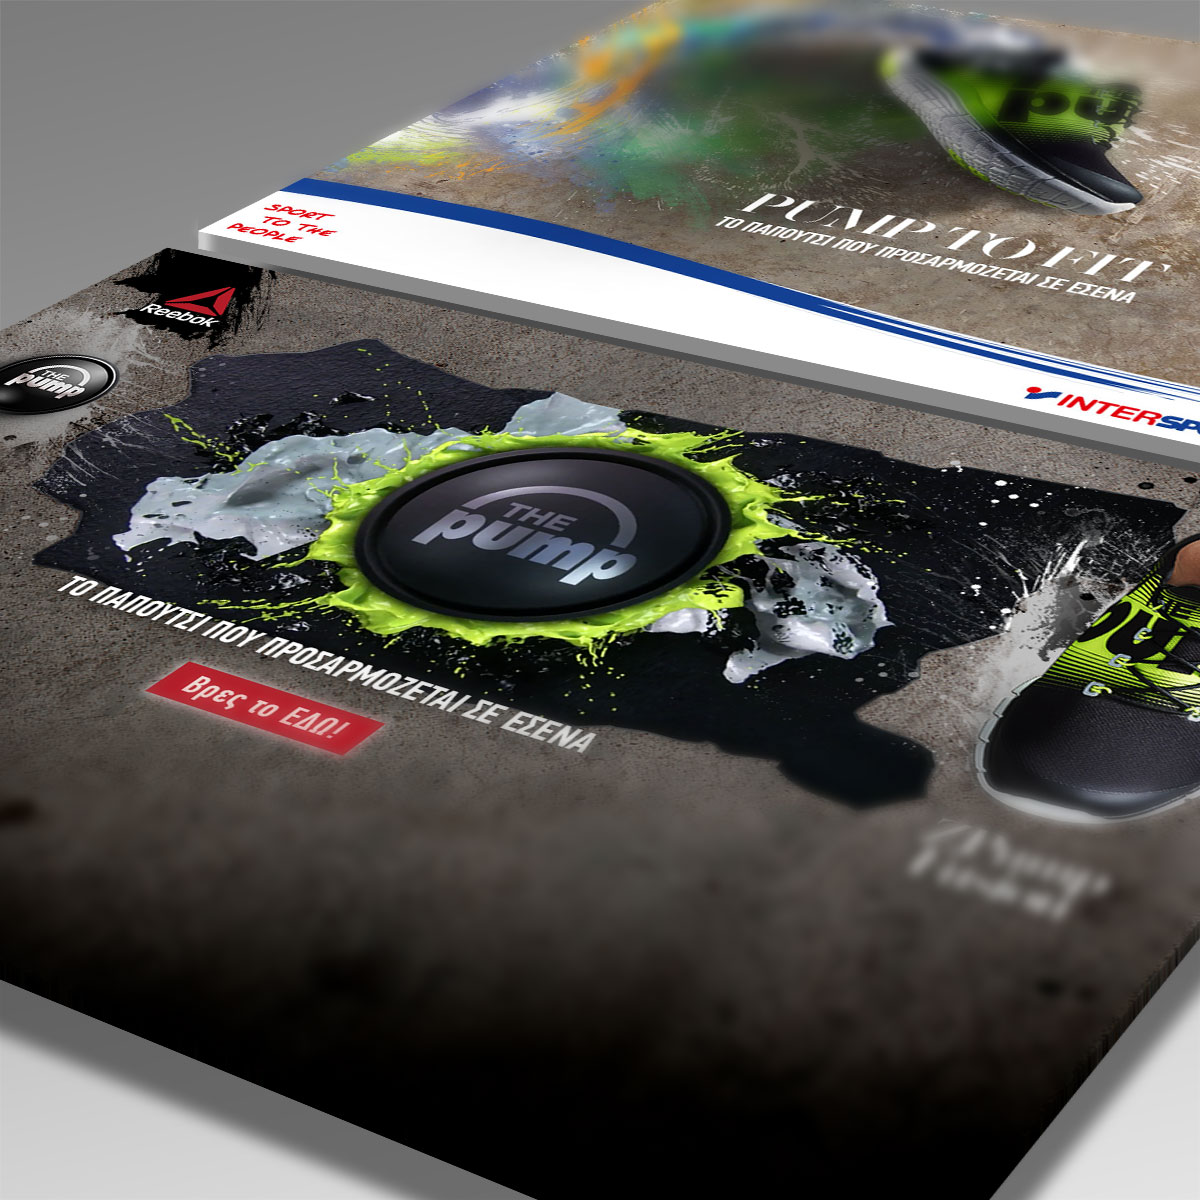 pu
PUMP TO FIT
ΤΟ ΠΑΠΟΥΤΣΙ ΠΟΥ ΠΡΟΣΑΡΜΟΖΕΤΑΙ ΣΕ ΕΣΕΝΑ
SPORT
TO THE
PEOPLE
INTERSP
Reebok
THE
pump
THE
pump
ΤΟ ΠΑΠΟΥΤΣΙ ΠΟΥ ΠΡΟΣΑΡΜΟΖΕΤΑΙ ΣΕ ΕΣΕΝΑ
Βρες το ΕΔΩ!